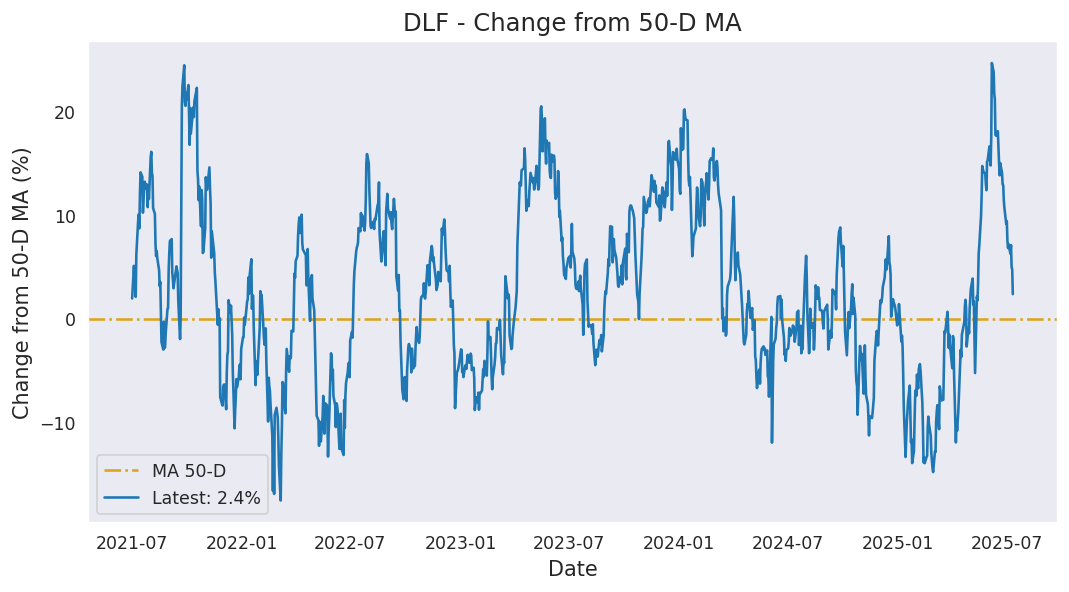 DLF - Change from 50-D MA
Change from 50-D MA (%)
20
10
0
−10
MA 50-D
Latest: 2.4%
2021-07 2022-01 2022-07 2023-01 2023-07 2024-01 2024-07 2025-01 2025-07
Date